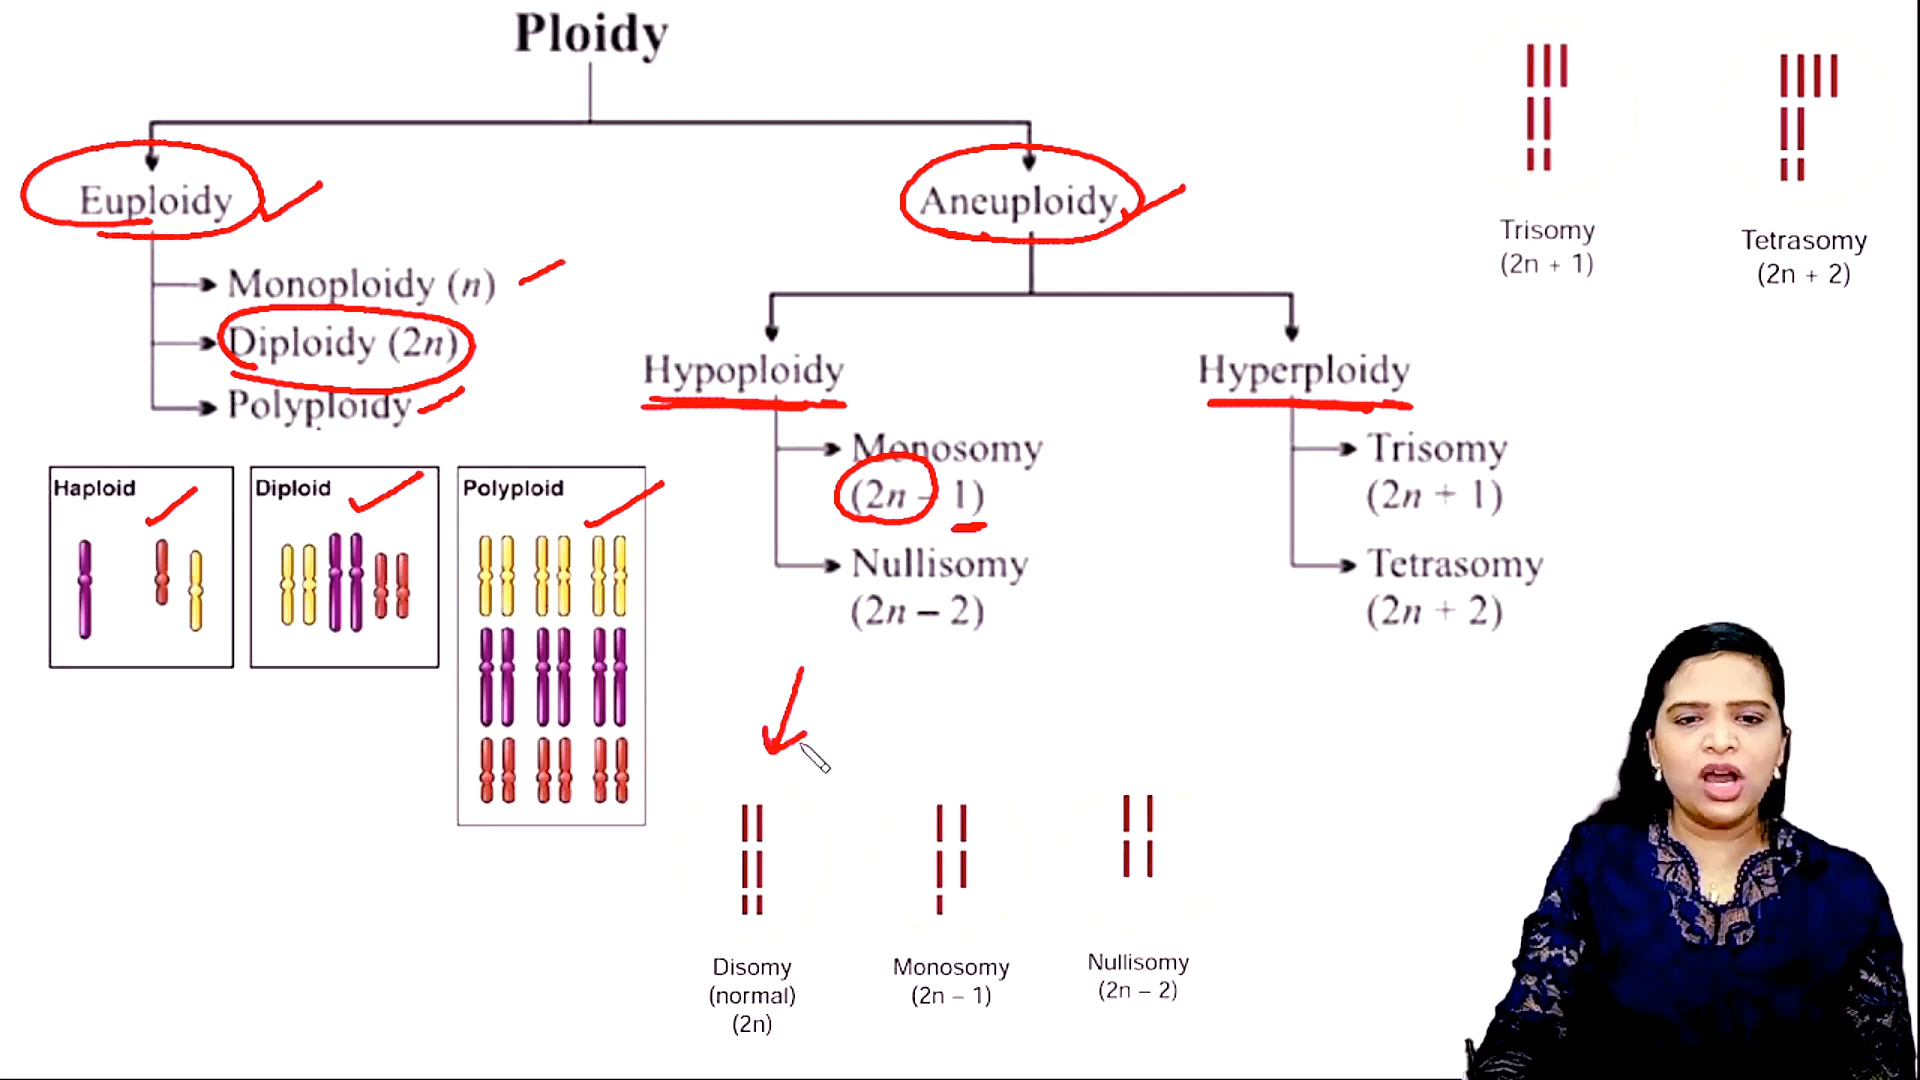 Ploidy
Euploidy
Monoploidy (n)
Diploidy (2n)
Polyploidy
Haploid
Diploid
Polyploid
Aneuploidy
Hypoploidy
Monosomy
(2n – 1)
Nullisomy
(2n – 2)
Hyperploidy
Trisomy
(2n + 1)
Tetrasomy
(2n + 2)
Trisomy
(2n + 1)
Tetrasomy
(2n + 2)
Disomy
(normal)
(2n)
Monosomy
(2n – 1)
Nullisomy
(2n – 2)